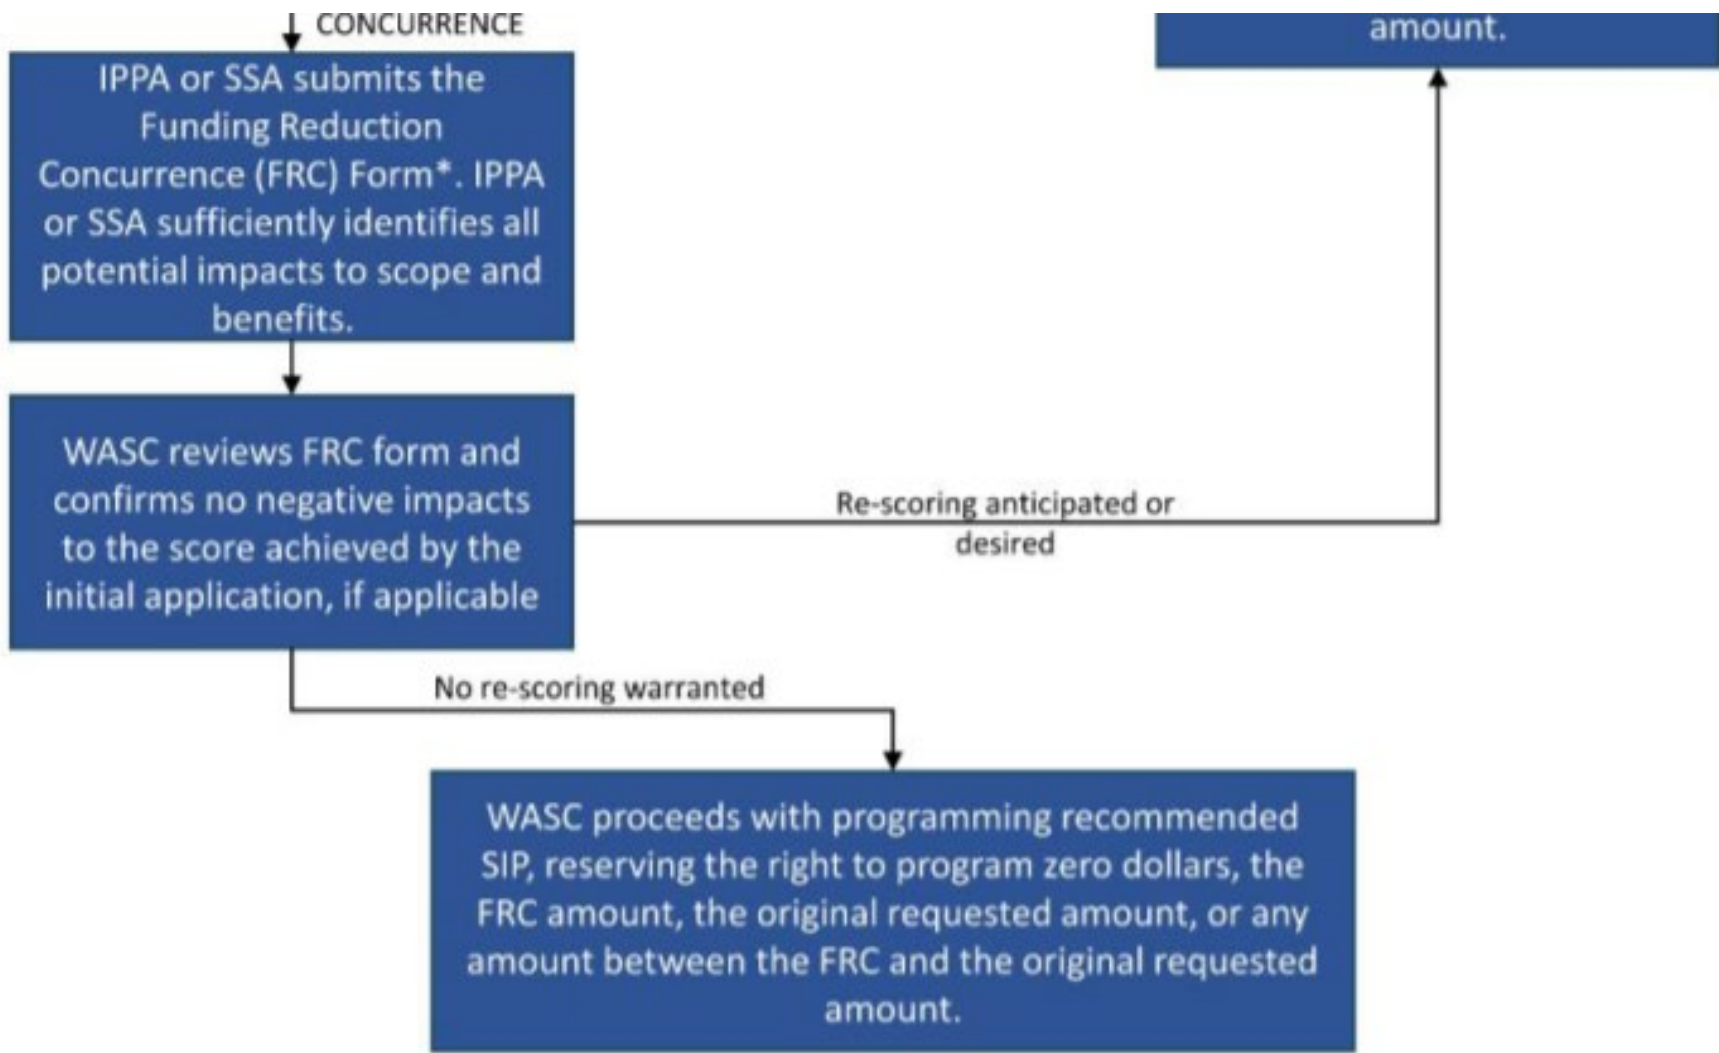 CONCURRENCE
amount.
IPPA or SSA submits the
Funding Reduction
Concurrence (FRC) Form*. IPPA
or SSA sufficiently identifies all
potential impacts to scope and
benefits.
WASC reviews FRC form and
confirms no negative impacts
to the score achieved by the
initial application, if applicable
Re-scoring anticipated or
desired
No re-scoring warranted
WASC proceeds with programming recommended
SIP, reserving the right to program zero dollars, the
FRC amount, the original requested amount, or any
amount between the FRC and the original requested
amount.